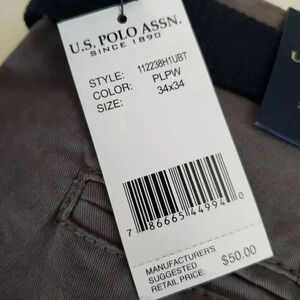 U.S. POLO ASSN.
SINCE 1890
STYLE: 112238H1UBT
COLOR: PLPW
SIZE: 34x34
7 86665 44994 0
MANUFACTURER'S
SUGGESTED
RETAIL PRICE: $50.00
U